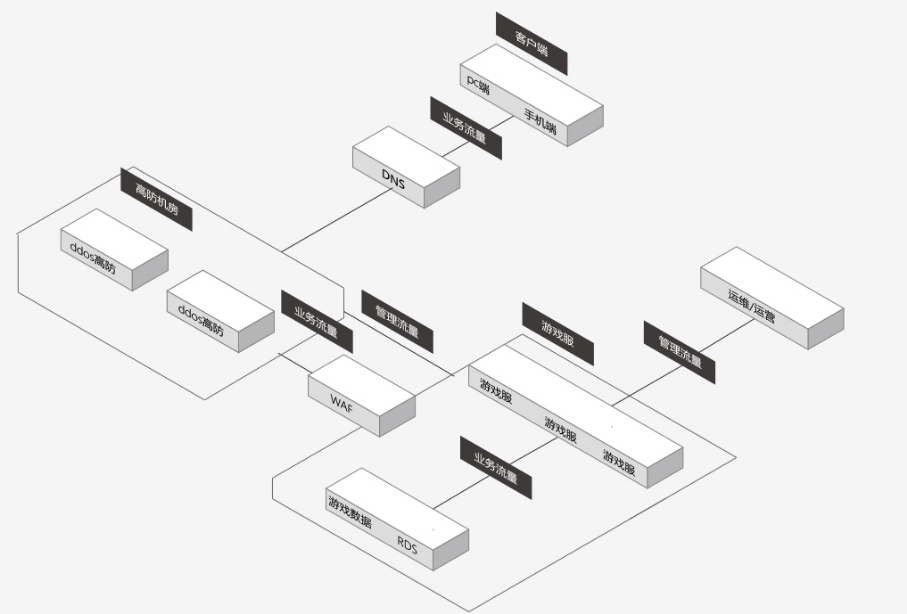 客户端
pc端
手机端
业务流量
DNS
高防机房
ddos高防
ddos高防
业务流量
管理流量
WAF
游戏服
管理流量
运维/运营
游戏服
游戏服
游戏服
业务流量
游戏数据
RDS